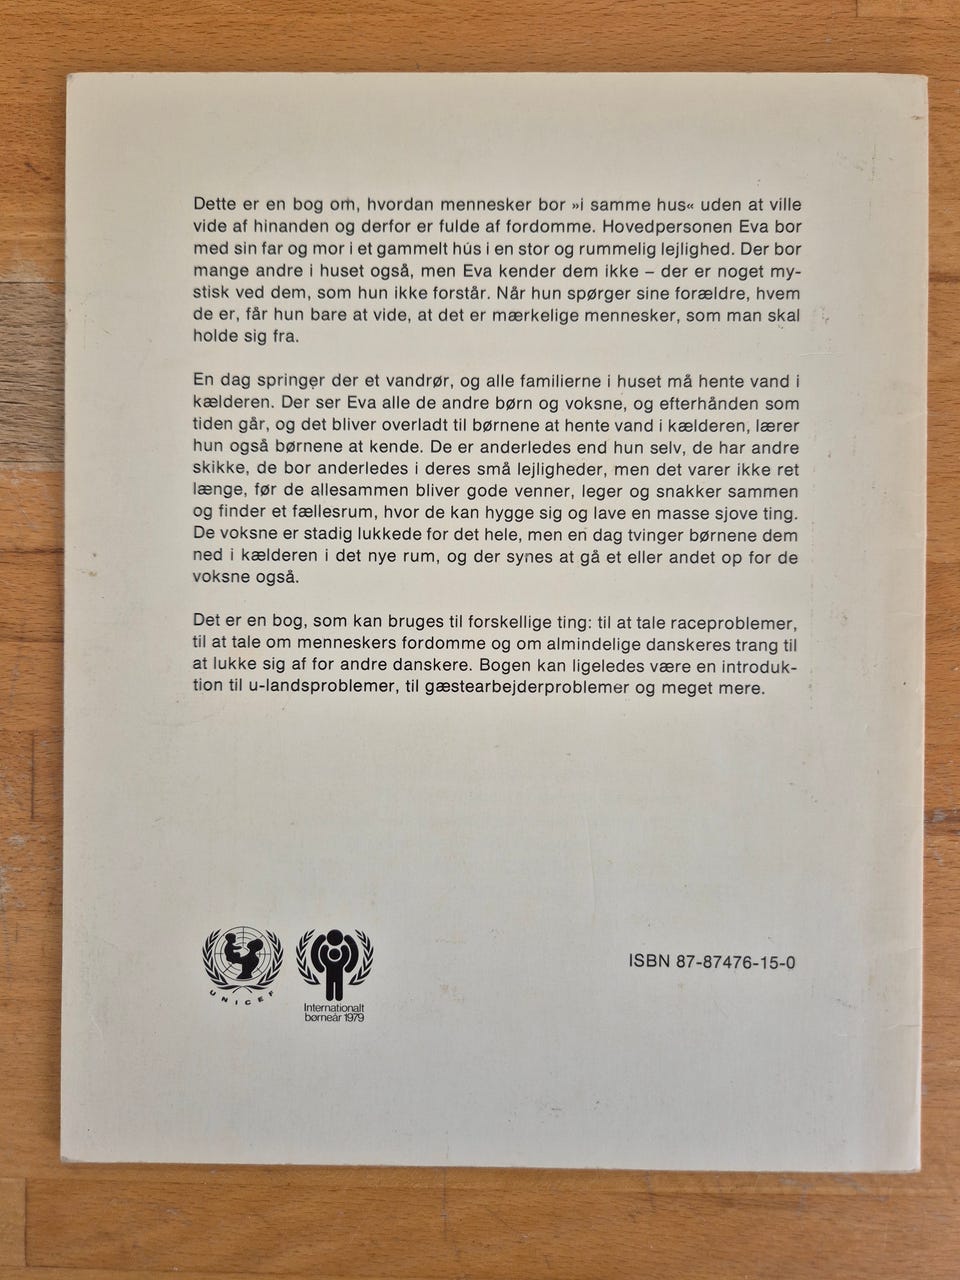 Dette er en bog om, hvordan mennesker bor »i samme hus« uden at ville
vide af hinanden og derfor er fulde af fordomme. Hovedpersonen Eva bor
med sin far og mor i et gammelt hus i en stor og rummelig lejlighed. Der bor
mange andre i huset også, men Eva kender dem ikke – der er noget my-
stisk ved dem, som hun ikke forstår. Når hun spørger sine forældre, hvem
de er, får hun bare at vide, at det er mærkelige mennesker, som man skal
holde sig fra.
En dag springer der et vandrør, og alle familierne i huset må hente vand i
kælderen. Der ser Eva alle de andre børn og voksne, og efterhånden som
tiden går, og det bliver overladt til børnene at hente vand i kælderen, lærer
hun også børnene at kende. De er anderledes end hun selv, de har andre
skikke, de bor anderledes i deres små lejligheder, men det varer ikke ret
længe, før de allesammen bliver gode venner, leger og snakker sammen
og finder et fællesrum, hvor de kan hygge sig og lave en masse sjove ting.
De voksne er stadig lukkede for det hele, men en dag tvinger børnene dem
ned i kælderen i det nye rum, og der synes at gå et eller andet op for de
voksne også.
Det er en bog, som kan bruges til forskellige ting: til at tale raceproblemer,
til at tale om menneskers fordomme og om almindelige danskeres trang til
at lukke sig af for andre danskere. Bogen kan ligeledes være en introduk-
tion til u-landsproblemer, til gæstearbejderproblemer og meget mere.
UNICEF
Internationalt
børneår 1979
ISBN 87-87476-15-0